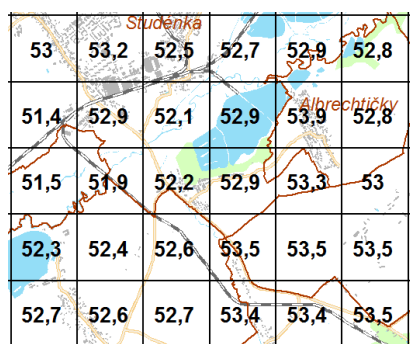 Studénka
53 53,2 52,5 52,7 52,9 52,8
Albrechtičky
51,4 52,9 52,1 52,9 53,9 52,8
51,5 51,9 52,2 52,9 53,3 53
52,3 52,4 52,6 53,5 53,5 53,5
52,7 52,6 52,7 53,4 53,4 53,5